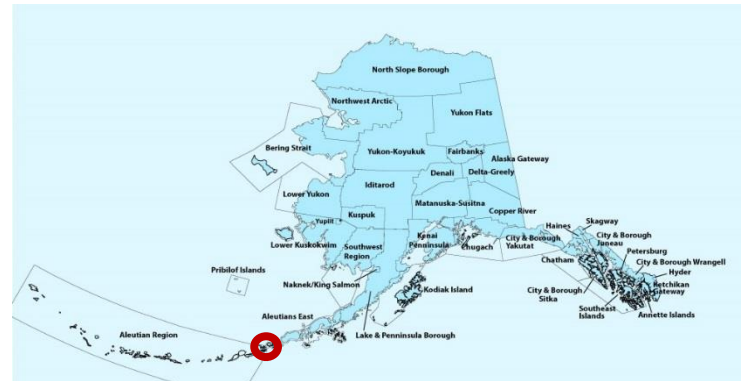 North Slope Borough
Northwest Arctic
Yukon Flats
Bering Strait
Yukon-Koyukuk
Fairbanks
Alaska Gateway
Denali
Delta-Greely
Iditarod
Lower Yukon
Matanuska-Susitna
Copper River
Yupiit
Kuspuk
Lower Kuskokwim
Southwest
Region
Kenai
Penninsula
Chugach
City & Borough
Yakutat
Haines
Skagway
City & Borough
Juneau
Petersburg
City & Borough Wrangell
Chatham
Hyder
Ketchikan
Gateway
Annette Islands
City & Borough
Sitka
Southeast
Islands
Pribilof Islands
Naknek/King Salmon
Kodiak Island
Aleutians East
Lake & Penninsula Borough
Aleutian Region